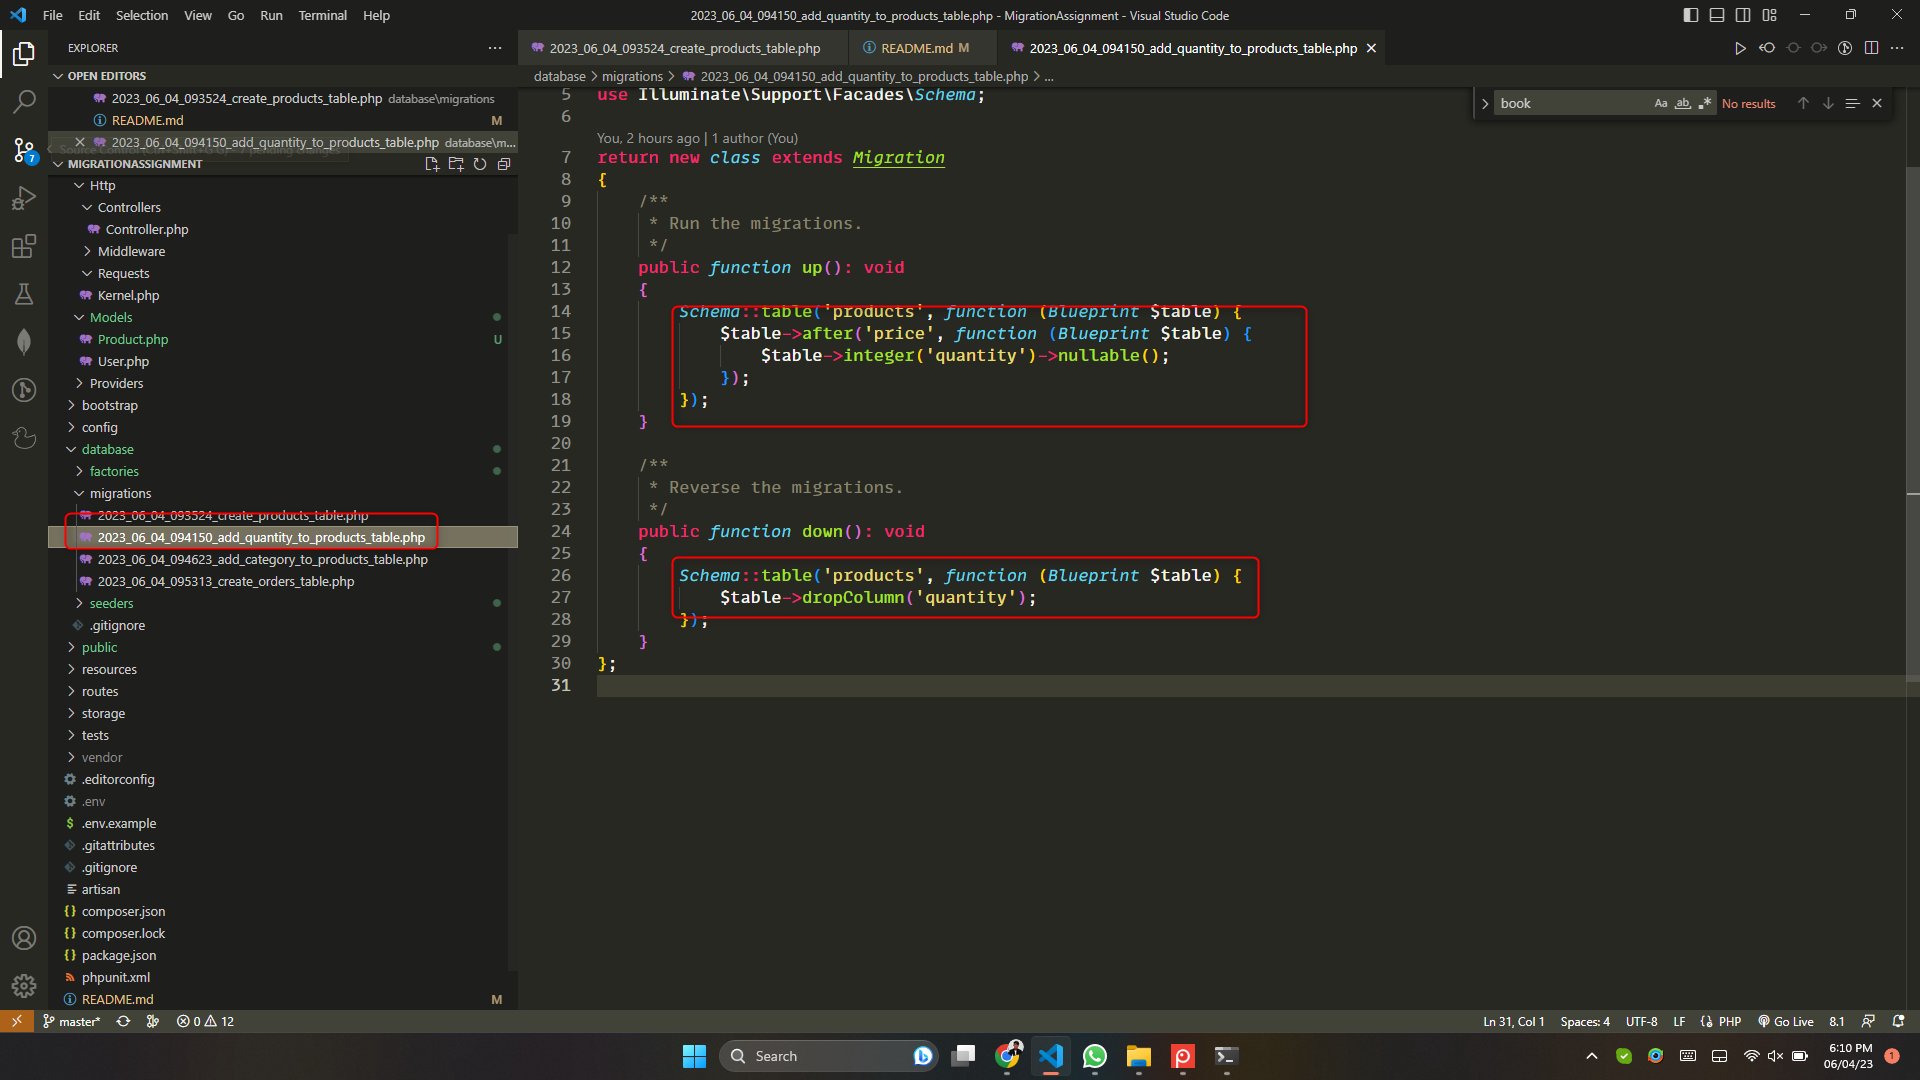 File Edit Selection View Go Run Terminal Help
2023_06_04_094150_add_quantity_to_products_table.php - MigrationAssignment - Visual Studio Code
EXPLORER
OPEN EDITORS
2023_06_04_093524_create_products_table.php database\migrations
README.md M
2023_06_04_094150_add_quantity_to_products_table.php database\m...
7
MIGRATIONASSIGNMENT
Http
Controllers
Controller.php
Middleware
Requests
Kernel.php
Models
Product.php U
User.php
Providers
bootstrap
config
database
factories
migrations
2023_06_04_093524_create_products_table.php
2023_06_04_094150_add_quantity_to_products_table.php
2023_06_04_094623_add_category_to_products_table.php
2023_06_04_095313_create_orders_table.php
seeders
.gitignore
public
resources
routes
storage
tests
vendor
.editorconfig
.env
.env.example
.gitattributes
.gitignore
artisan
composer.json
composer.lock
package.json
phpunit.xml
README.md M
2023_06_04_093524_create_products_table.php
README.md M
2023_06_04_094150_add_quantity_to_products_table.php
database > migrations > 2023_06_04_094150_add_quantity_to_products_table.php > ...
book Aa ab .* No results
5 use Illuminate\Support\Facades\Schema;
6
You, 2 hours ago | 1 author (You)
7 return new class extends Migration
8 {
9 /**
10 * Run the migrations.
11 */
12 public function up(): void
13 {
14 Schema::table('products', function (Blueprint $table) {
15 $table->after('price', function (Blueprint $table) {
16 $table->integer('quantity')->nullable();
17 });
18 });
19 }
20
21 /**
22 * Reverse the migrations.
23 */
24 public function down(): void
25 {
26 Schema::table('products', function (Blueprint $table) {
27 $table->dropColumn('quantity');
28 });
29 }
30 };
31
master* 0 12
Ln 31, Col 1 Spaces: 4 UTF-8 LF PHP Go Live 8.1
Search
6:10 PM
06/04/23
1